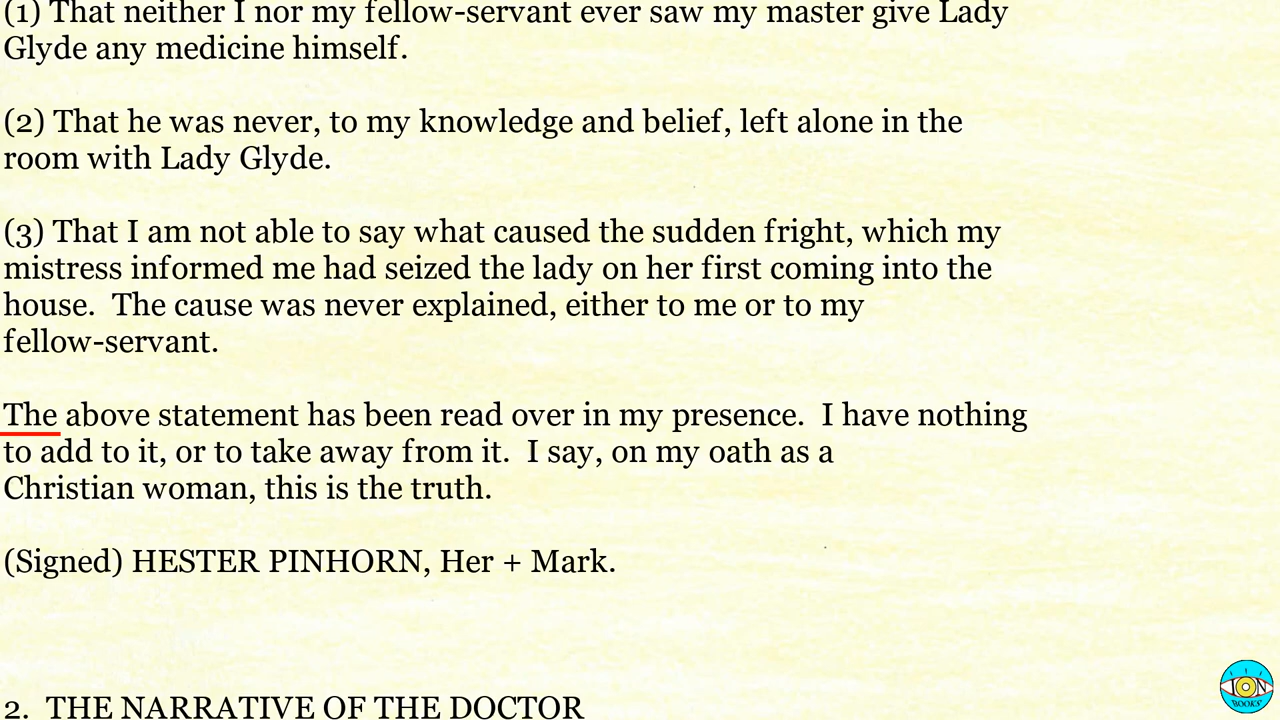 (1) That neither I nor my fellow-servant ever saw my master give Lady
Glyde any medicine himself.
(2) That he was never, to my knowledge and belief, left alone in the
room with Lady Glyde.
(3) That I am not able to say what caused the sudden fright, which my
mistress informed me had seized the lady on her first coming into the
house.  The cause was never explained, either to me or to my
fellow-servant.
The above statement has been read over in my presence.  I have nothing
to add to it, or to take away from it.  I say, on my oath as a
Christian woman, this is the truth.
(Signed) HESTER PINHORN, Her + Mark.
ION
BOOKS
2.  THE NARRATIVE OF THE DOCTOR